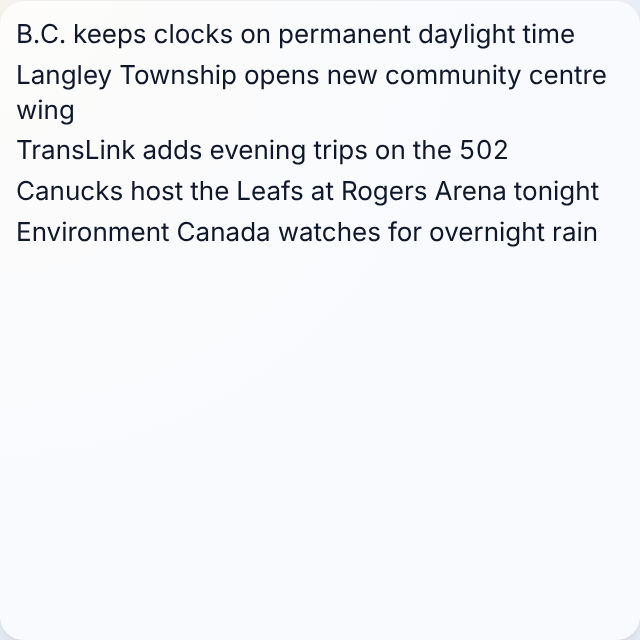 B.C. keeps clocks on permanent daylight time
Langley Township opens new community centre
wing
TransLink adds evening trips on the 502
Canucks host the Leafs at Rogers Arena tonight
Environment Canada watches for overnight rain